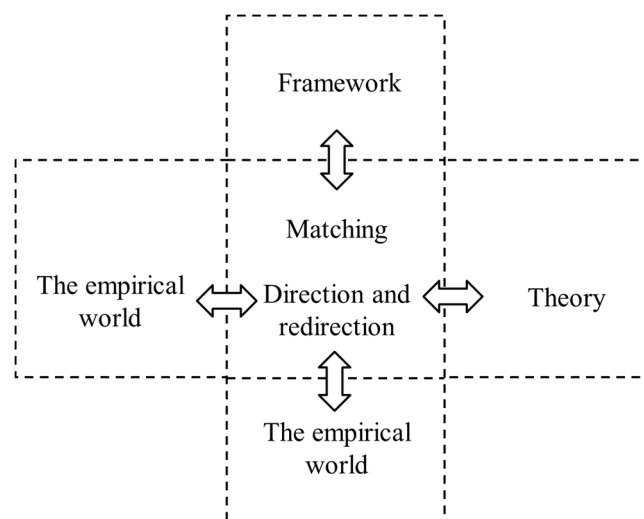 Framework
Matching
The empirical
world
Direction and
redirection
Theory
The empirical
world